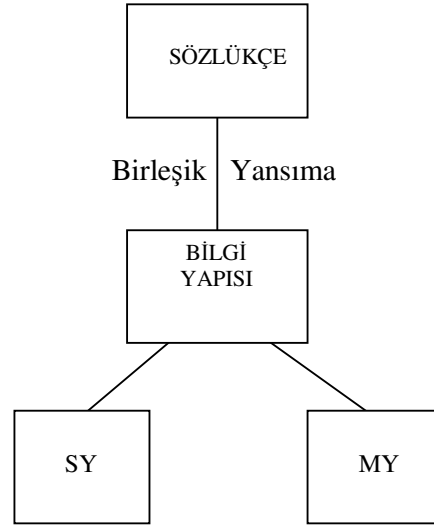 SÖZLÜKÇE
Birleşik Yansıma
BİLGİ
YAPISI
SY
MY